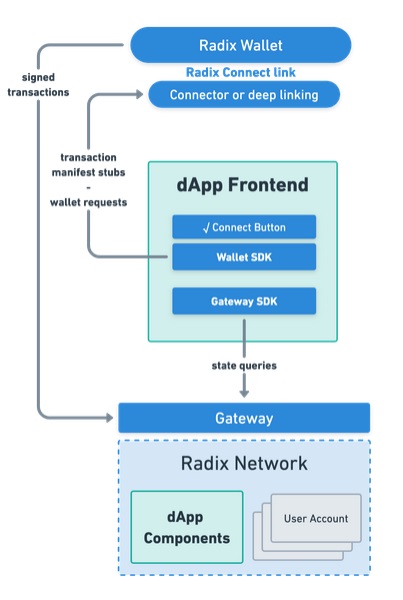 Radix Wallet
Radix Connect link
Connector or deep linking
signed
transactions
transaction
manifest stubs
-
wallet requests
dApp Frontend
√ Connect Button
Wallet SDK
Gateway SDK
state queries
Gateway
Radix Network
dApp
Components
User Account